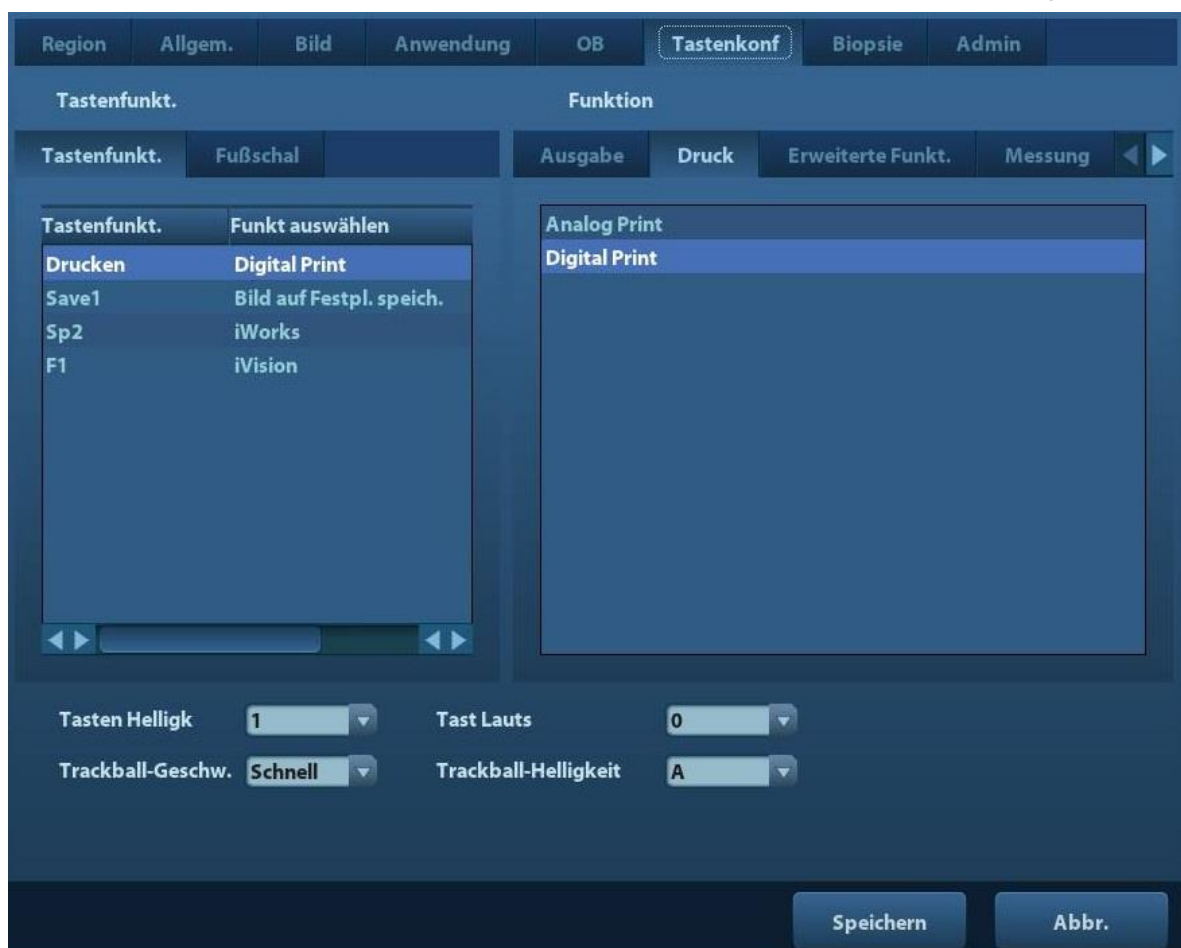 Region Allgem. Bild Anwendung OB Tastenkonf Biopsie Admin
Tastenfunkt. Funktion
Tastenfunkt. Fußschal Ausgabe Druck Erweiterte Funkt. Messung
Tastenfunkt. Funkt auswählen
Drucken Digital Print
Save1 Bild auf Festpl. speich.
Sp2 iWorks
F1 iVision
Analog Print
Digital Print
Tasten Helligk 1 Tast Lauts 0
Trackball-Geschw. Schnell Trackball-Helligkeit A
Speichern Abbr.